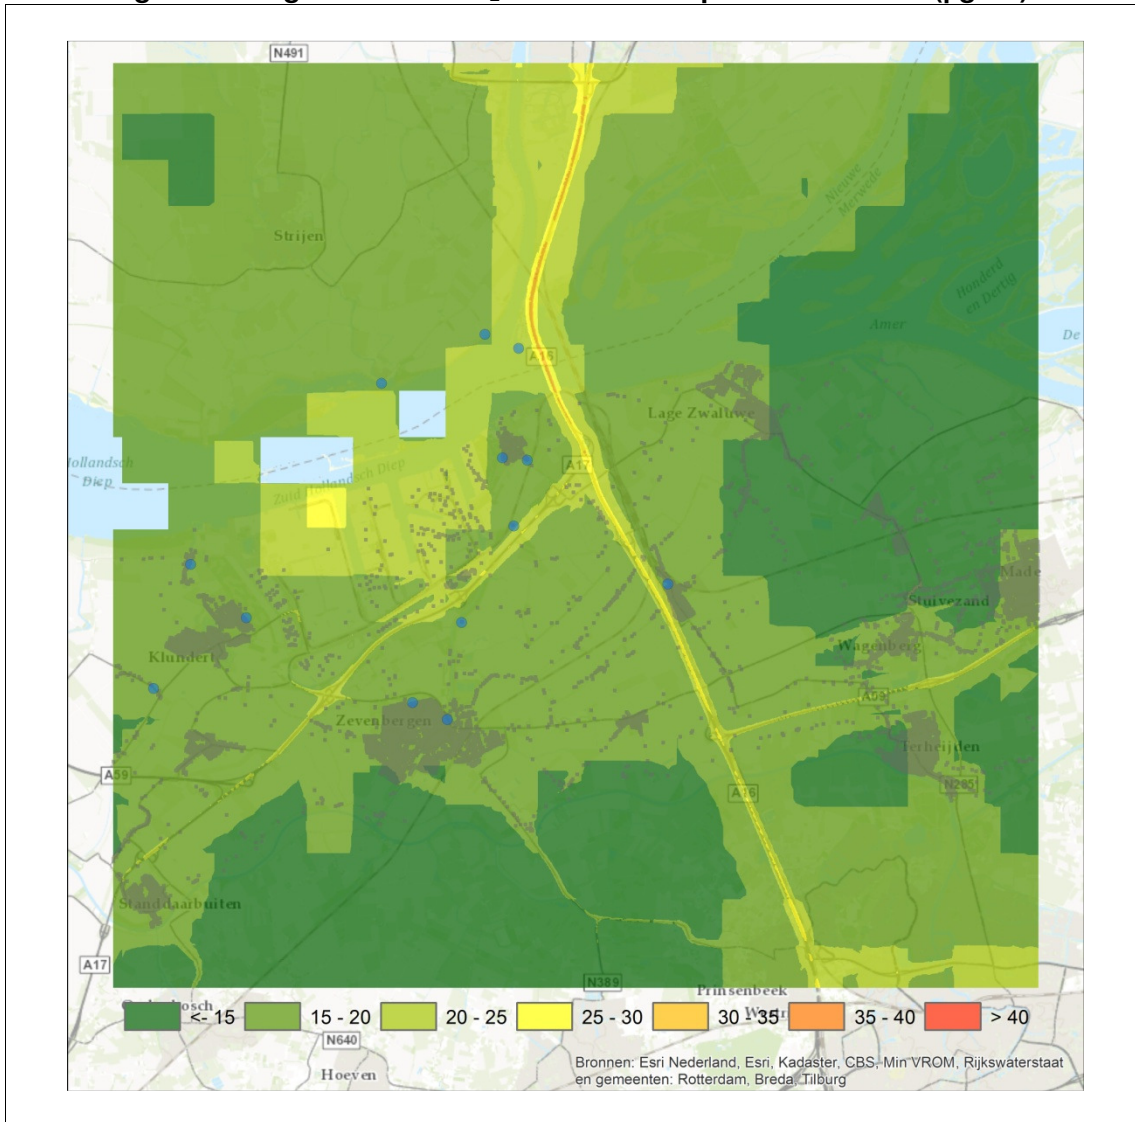 N491
Nieuwe
Merwede
Strijen
Honderd
en Dertig
Amer
De
A16
Lage Zwaluwe
Hollandsch
Diep
A17
Zuid Hollandsch Diep
Made
Stuivezand
Wagenberg
Klundert
A59
Zevenbergen
Terheijden
A59
A16
N285
Standdaarbuiten
A17
N389
Prinsenbeek
<- 15
15 - 20
20 - 25
25 - 30
30 - 35
35 - 40
> 40
N640
Hoeven
Bronnen: Esri Nederland, Esri, Kadaster, CBS, Min VROM, Rijkswaterstaat
en gemeenten: Rotterdam, Breda, Tilburg